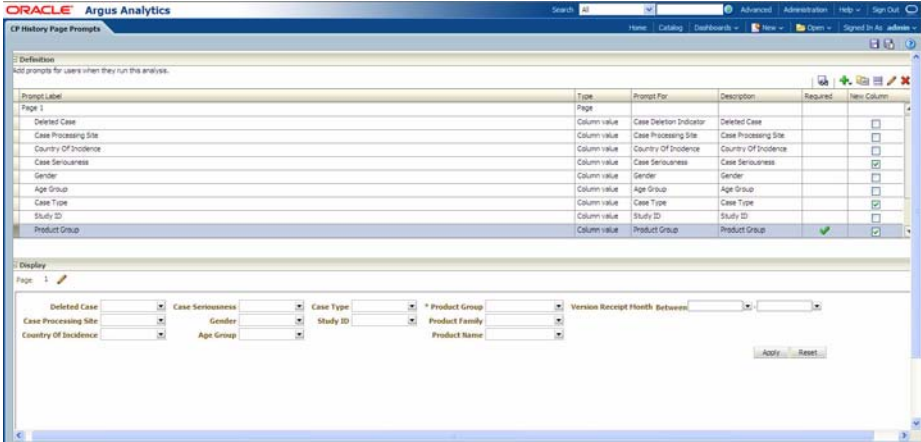 ORACLE Argus Analytics
Search All Advanced Administration Help Sign Out
CP History Page Prompts
Home Catalog Dashboards New Open Signed In As admin
Definition
Add prompts for users when they run this analysis.
Prompt Label Type Prompt For Description Required New Column
Page 1 Page
Deleted Case Column value Case Deletion Indicator Deleted Case
Case Processing Site Column value Case Processing Site Case Processing Site
Country Of Incidence Column value Country Of Incidence Country Of Incidence
Case Seriousness Column value Case Seriousness Case Seriousness
Gender Column value Gender Gender
Age Group Column value Age Group Age Group
Case Type Column value Case Type Case Type
Study ID Column value Study ID Study ID
Product Group Column value Product Group Product Group
Display
Page 1
Deleted Case Case Seriousness Case Type * Product Group Version Receipt Month Between -
Case Processing Site Gender Study ID Product Family
Country Of Incidence Age Group Product Name
Apply Reset